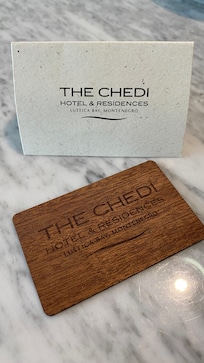 THE CHEDI
HOTEL & RESIDENCES
LUŠTICA BAY, MONTENEGRO
THE CHEDI
HOTEL & RESIDENCES
LUŠTICA BAY, MONTENEGRO